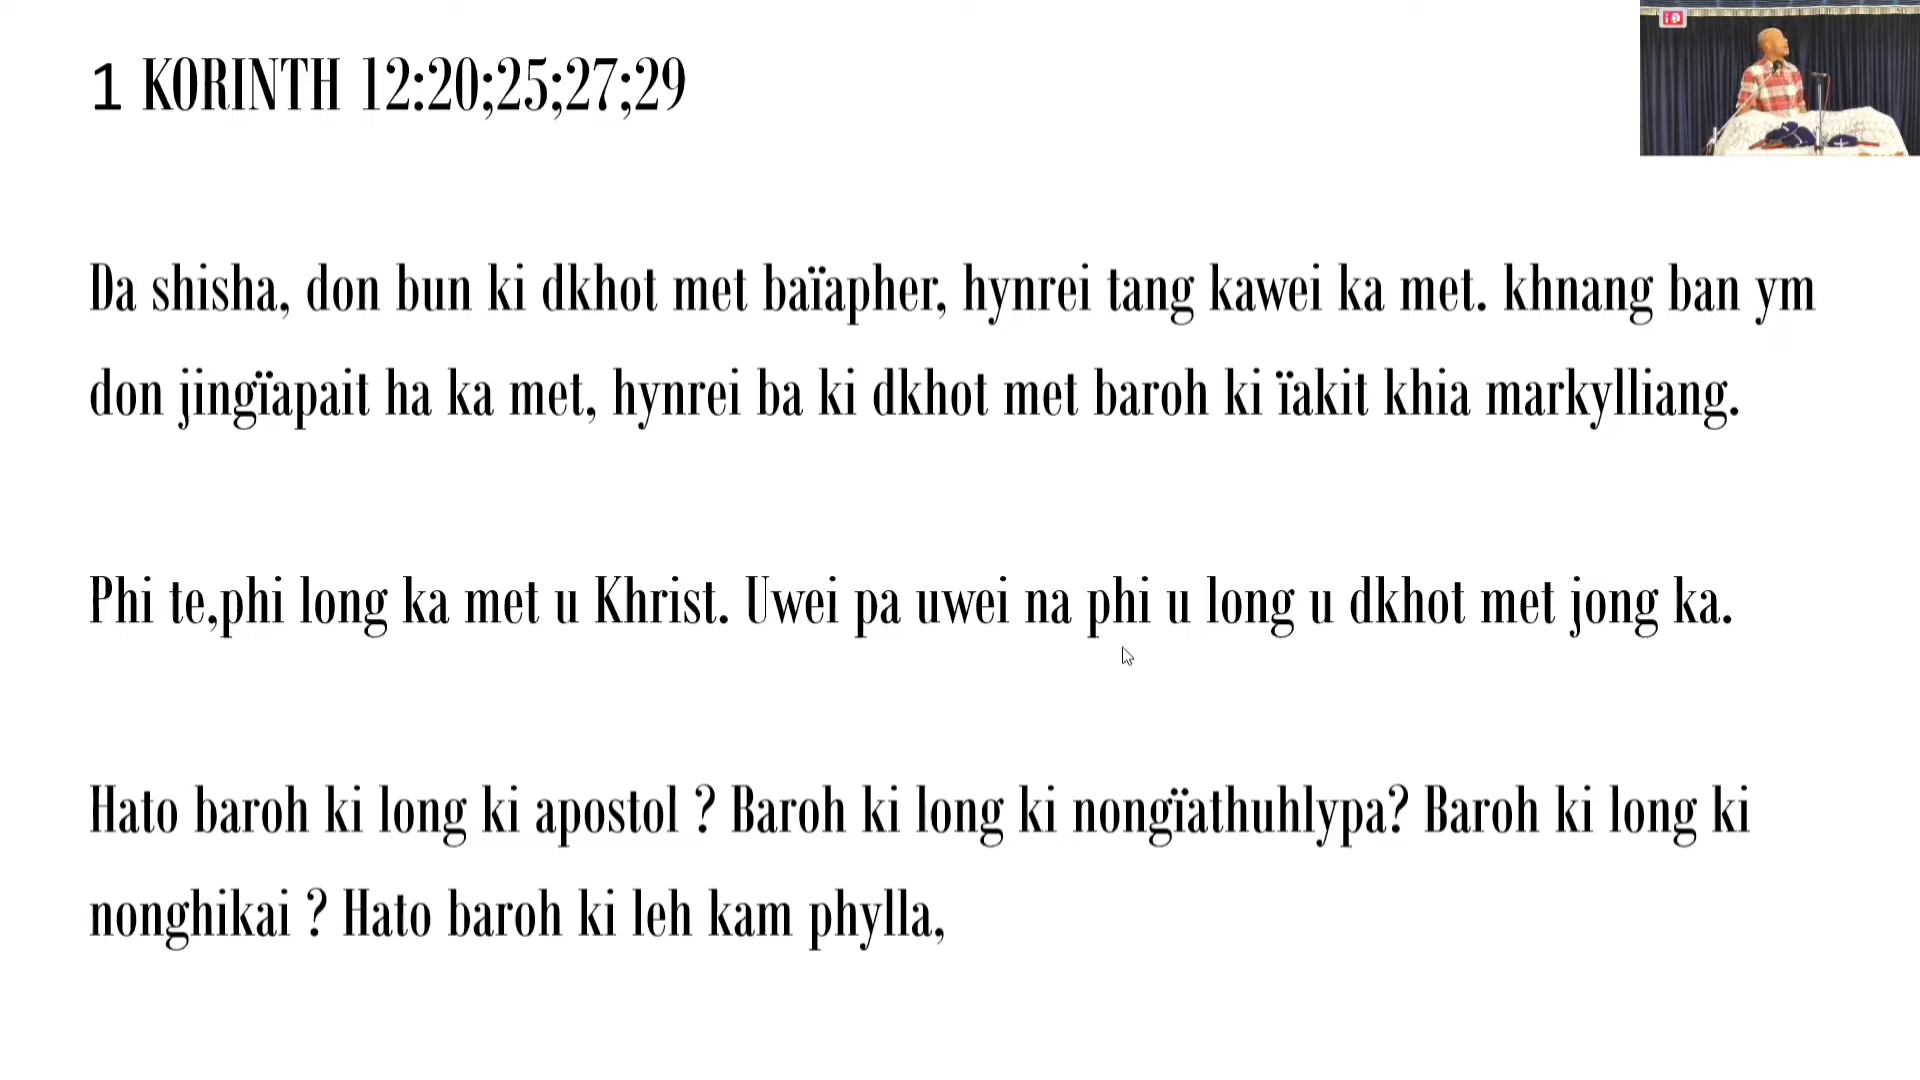 1 KORINTH 12:20;25;27;29
Da shisha, don bun ki dkhot met baïapher, hynrei tang kawei ka met. khnang ban ym
don jingïapait ha ka met, hynrei ba ki dkhot met baroh ki ïakit khia markylliang.
Phi te,phi long ka met u Khrist. Uwei pa uwei na phi u long u dkhot met jong ka.
Hato baroh ki long ki apostol ? Baroh ki long ki nongïathuhlypa? Baroh ki long ki
nonghikai ? Hato baroh ki leh kam phylla,